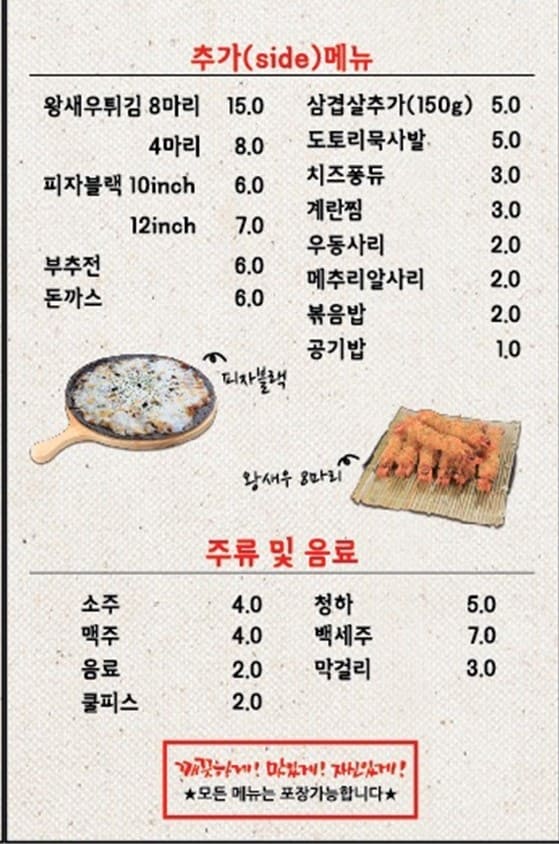 추가(side)메뉴
왕새우튀김 8마리 15.0
4마리 8.0
피자블랙 10inch 6.0
12inch 7.0
부추전 6.0
돈까스 6.0
삼겹살추가(150g) 5.0
도토리묵사발 5.0
치즈퐁듀 3.0
계란찜 3.0
우동사리 2.0
메추리알사리 2.0
볶음밥 2.0
공기밥 1.0
피자블랙
왕새우 8마리
주류 및 음료
소주 4.0
맥주 4.0
음료 2.0
쿨피스 2.0
청하 5.0
백세주 7.0
막걸리 3.0
깨끗하게! 맛있게! 자신있게!
★모든 메뉴는 포장가능합니다★